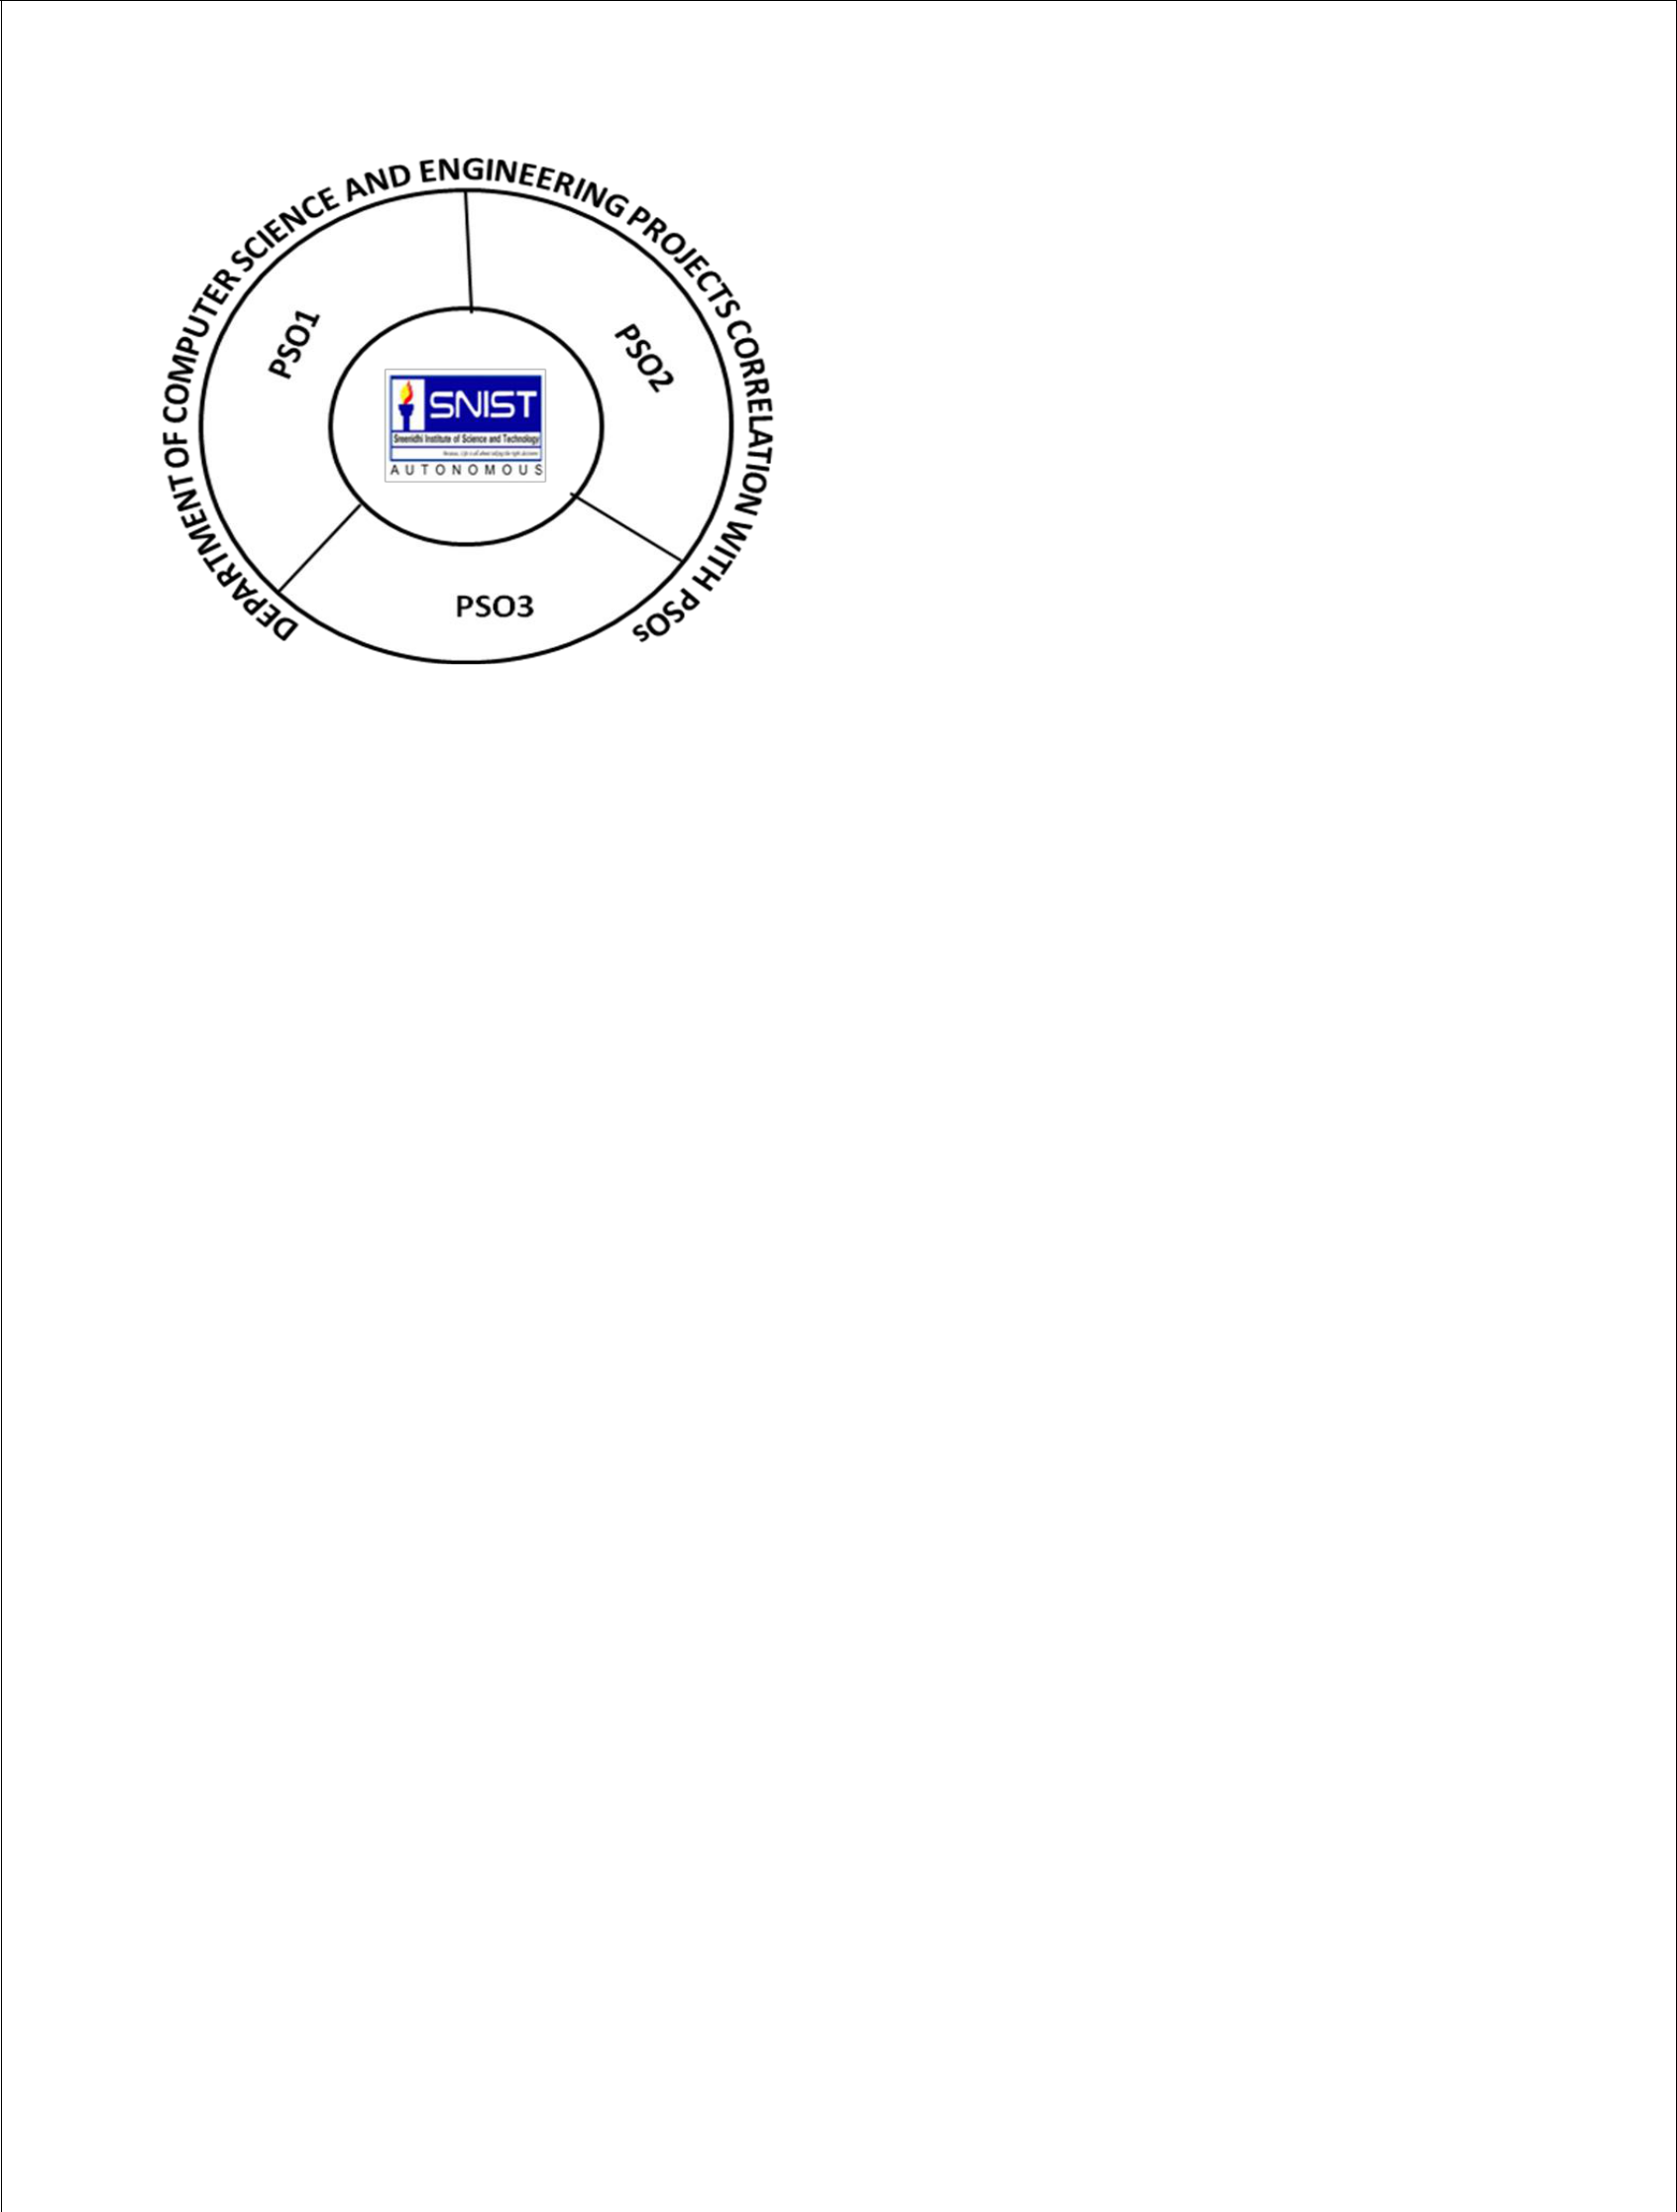 DEPARTMENT OF COMPUTER SCIENCE AND ENGINEERING PROJECTS CORRELATION WITH PSOs
PSO1
PSO2
SNIST
Sreenidhi Institute of Science and Technology
AUTONOMOUS
PSO3